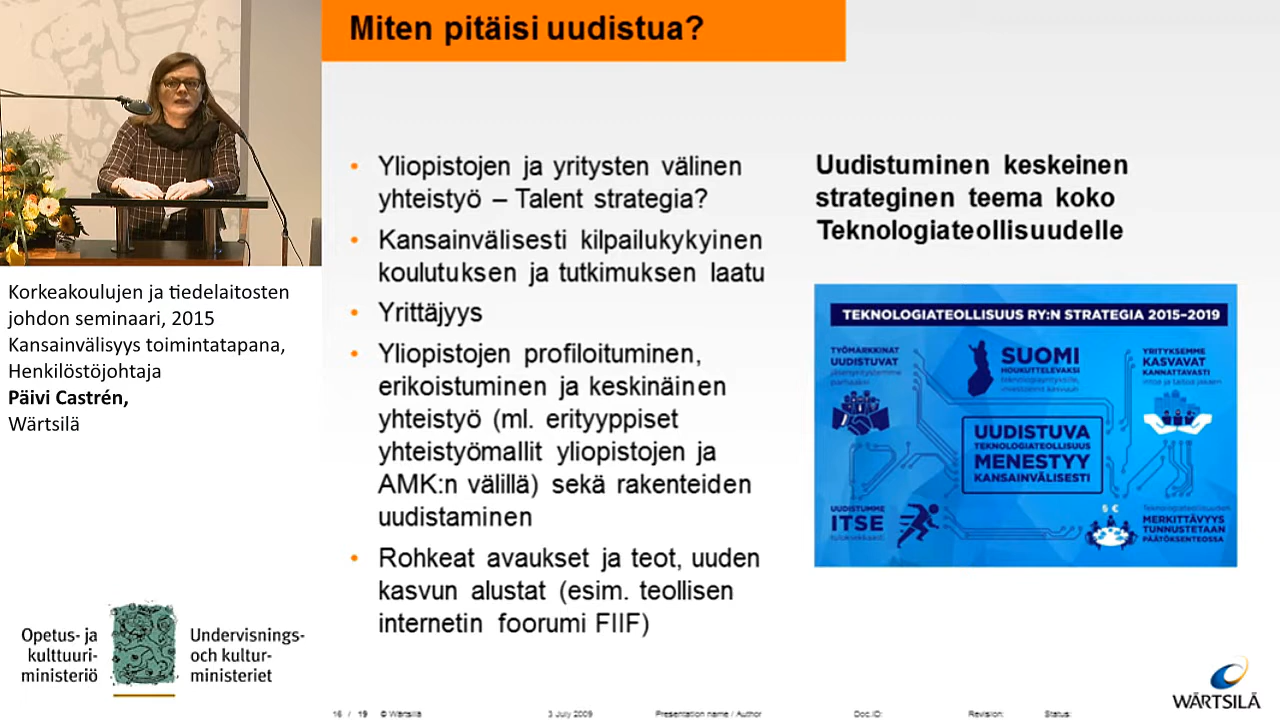 Miten pitäisi uudistua?
Korkeakoulujen ja tiedelaitosten
johdon seminaari, 2015
Kansainvälisyys toimintatapana,
Henkilöstöjohtaja
Päivi Castrén,
Wärtsilä
Opetus- ja
kulttuuri-
ministeriö
Undervisnings-
och kultur-
ministeriet
• Yliopistojen ja yritysten välinen
yhteistyö – Talent strategia?
• Kansainvälisesti kilpailukykyinen
koulutuksen ja tutkimuksen laatu
• Yrittäjyys
• Yliopistojen profiloituminen,
erikoistuminen ja keskinäinen
yhteistyö (ml. erityyppiset
yhteistyömallit yliopistojen ja
AMK:n välillä) sekä rakenteiden
uudistaminen
• Rohkeat avaukset ja teot, uuden
kasvun alustat (esim. teollisen
internetin foorumi FIIF)
Uudistuminen keskeinen
strateginen teema koko
Teknologiateollisuudelle
TEKNOLOGIATEOLLISUUS RY:N STRATEGIA 2015–2019
TYÖMARKKINAT
UUDISTUVAT
SUOMI
HOUKUTTELEVAKSI
YRITYKSEMME
KASVAVAT
KANNATTAVASTI
UUDISTUVA
TEKNOLOGIATEOLLISUUS
MENESTYY
KANSAINVÄLISESTI
UUDISTUMME
ITSE
Teknologiateollisuuden
MERKITTÄVYYS
TUNNUSTETAAN
PÄÄTÖKSENTEOSSA
16 / 19 © Wärtsilä 3 July 2009 Presentation name / Author Doc.ID: Revision: Status:
WÄRTSILÄ